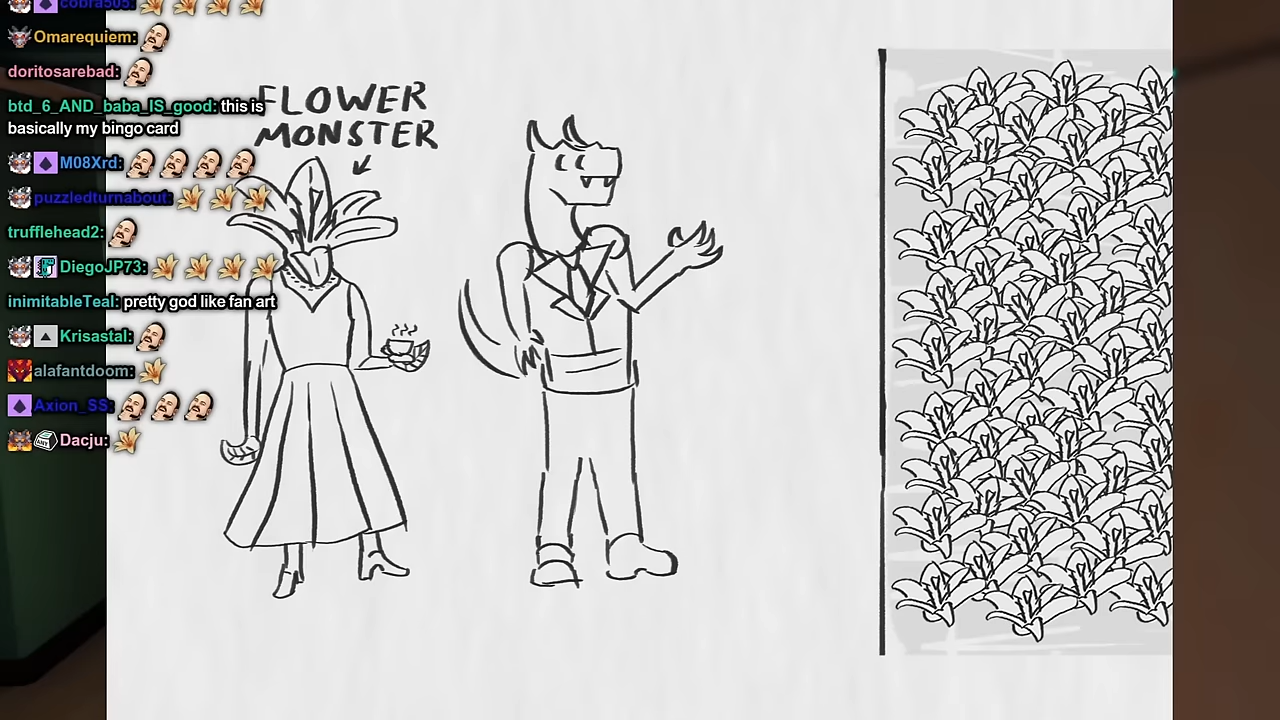 cobra505:
Omarequiem:
doritosarebad:
btd_6_AND_baba_IS_good: this is
basically my bingo card
FLOWER
MONSTER
M08Xrd:
puzzledturnabout:
trufflehead2:
DiegoJP73:
inimitableTeal: pretty god like fan art
Krisastal:
alafantdoom:
Axion_SS:
Dacju: